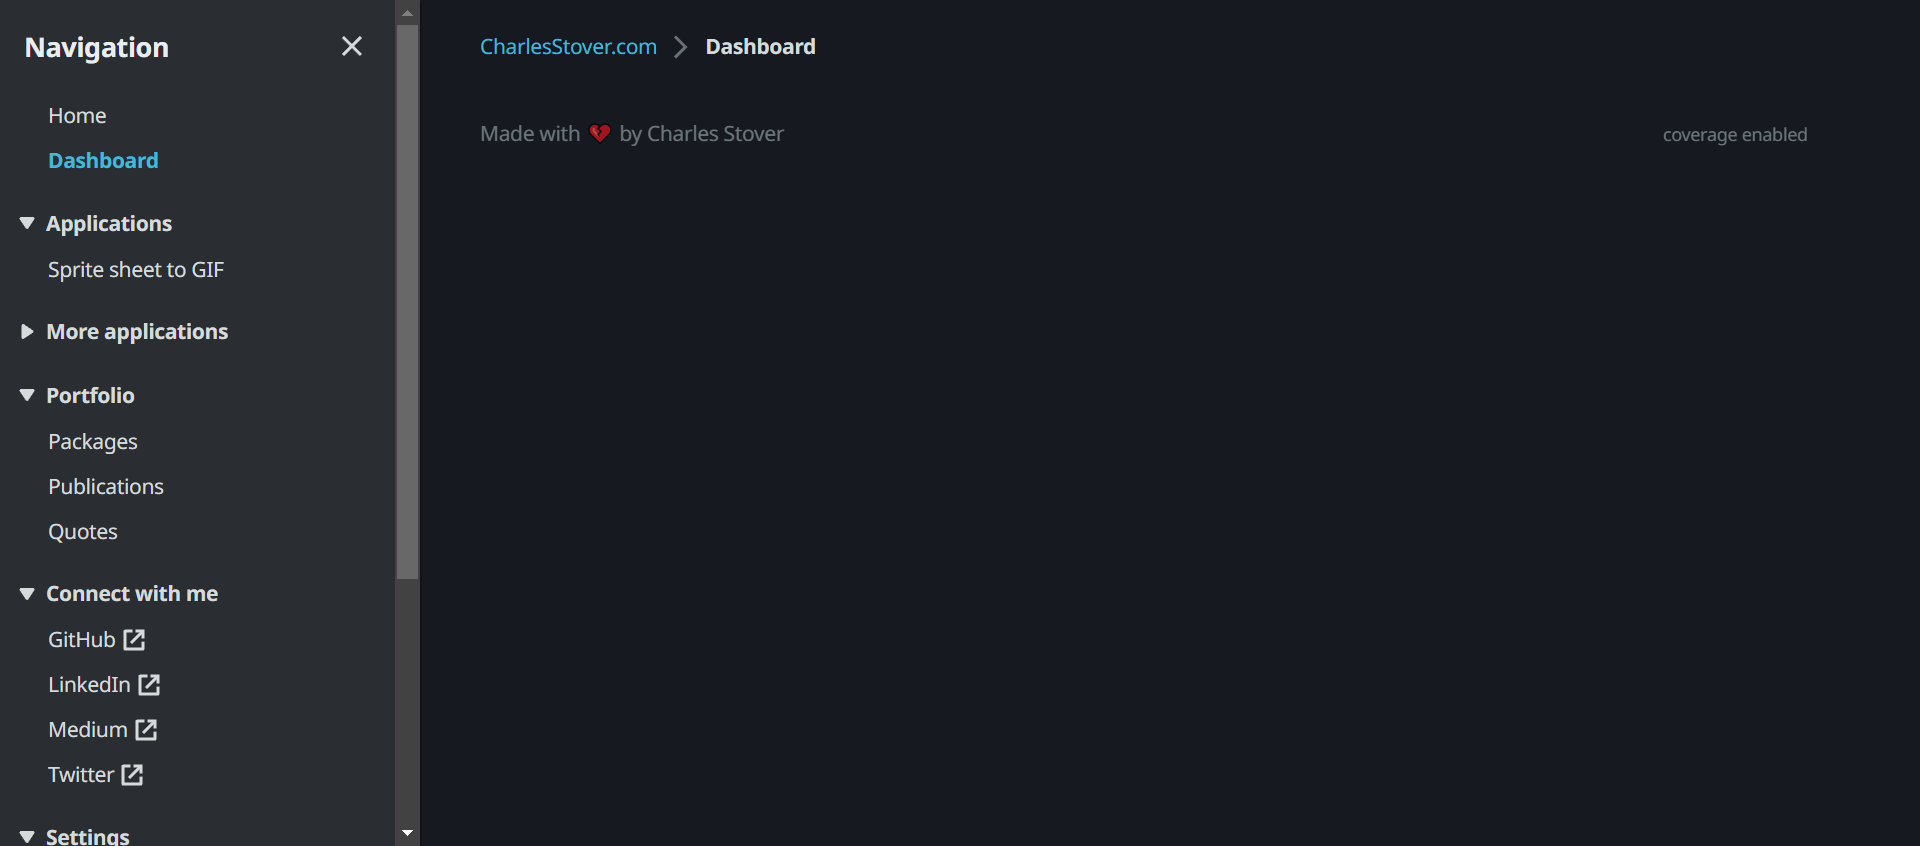 Navigation
Home
Dashboard
Applications
Sprite sheet to GIF
More applications
Portfolio
Packages
Publications
Quotes
Connect with me
GitHub
LinkedIn
Medium
Twitter
Settings
CharlesStover.com > Dashboard
Made with 💔 by Charles Stover
coverage enabled